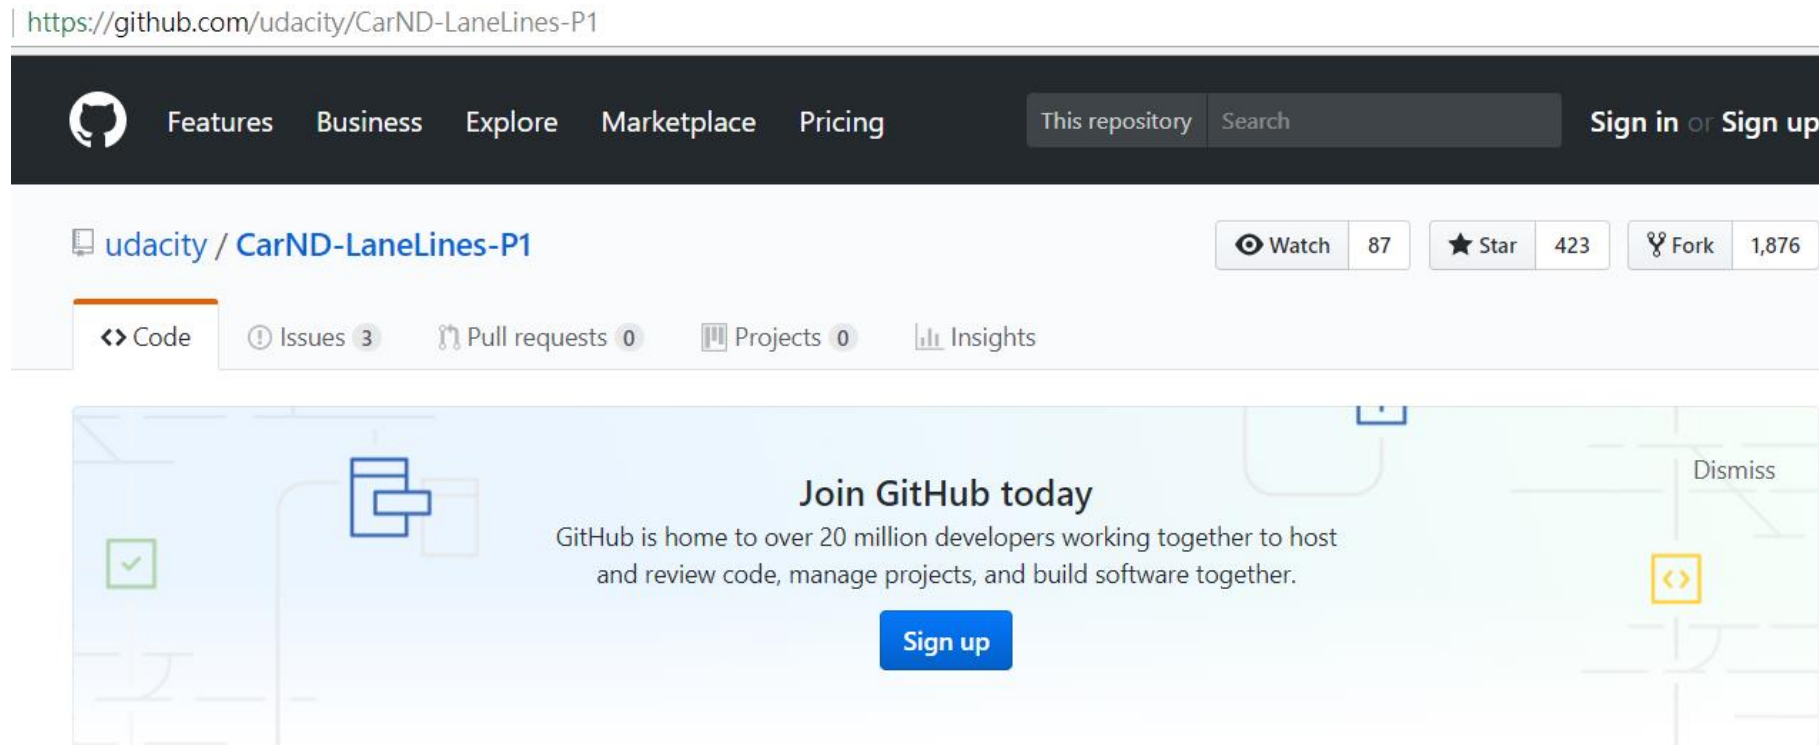 https://github.com/udacity/CarND-LaneLines-P1
Features Business Explore Marketplace Pricing This repository Search Sign in or Sign up
udacity / CarND-LaneLines-P1 Watch 87 Star 423 Fork 1,876
<> Code Issues 3 Pull requests 0 Projects 0 Insights
Join GitHub today
Dismiss
GitHub is home to over 20 million developers working together to host
and review code, manage projects, and build software together.
Sign up